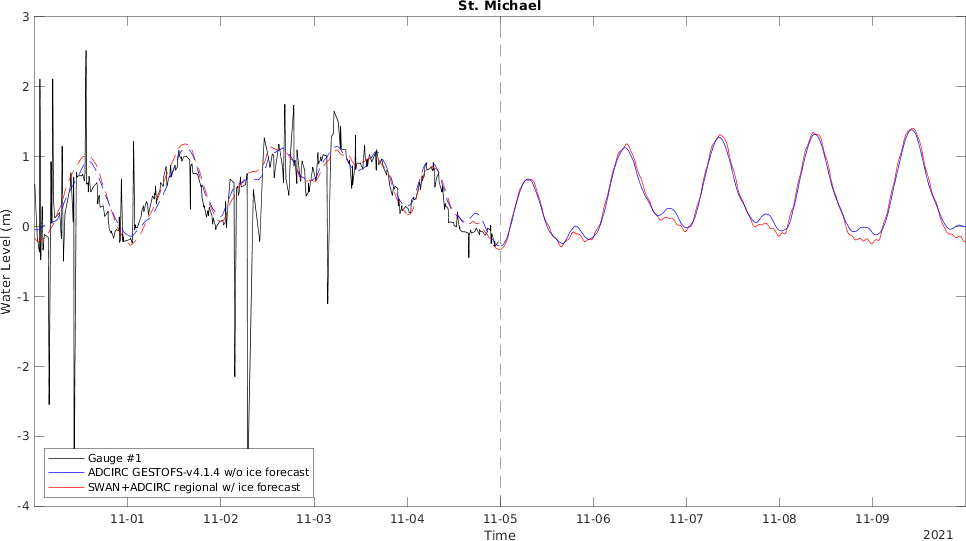 St. Michael
3
2
1
0
-1
-2
-3
-4
Water Level (m)
Gauge #1
ADCIRC GESTOFS-v4.1.4 w/o ice forecast
SWAN+ADCIRC regional w/ ice forecast
11-01 11-02 11-03 11-04 11-05 11-06 11-07 11-08 11-09
Time
2021